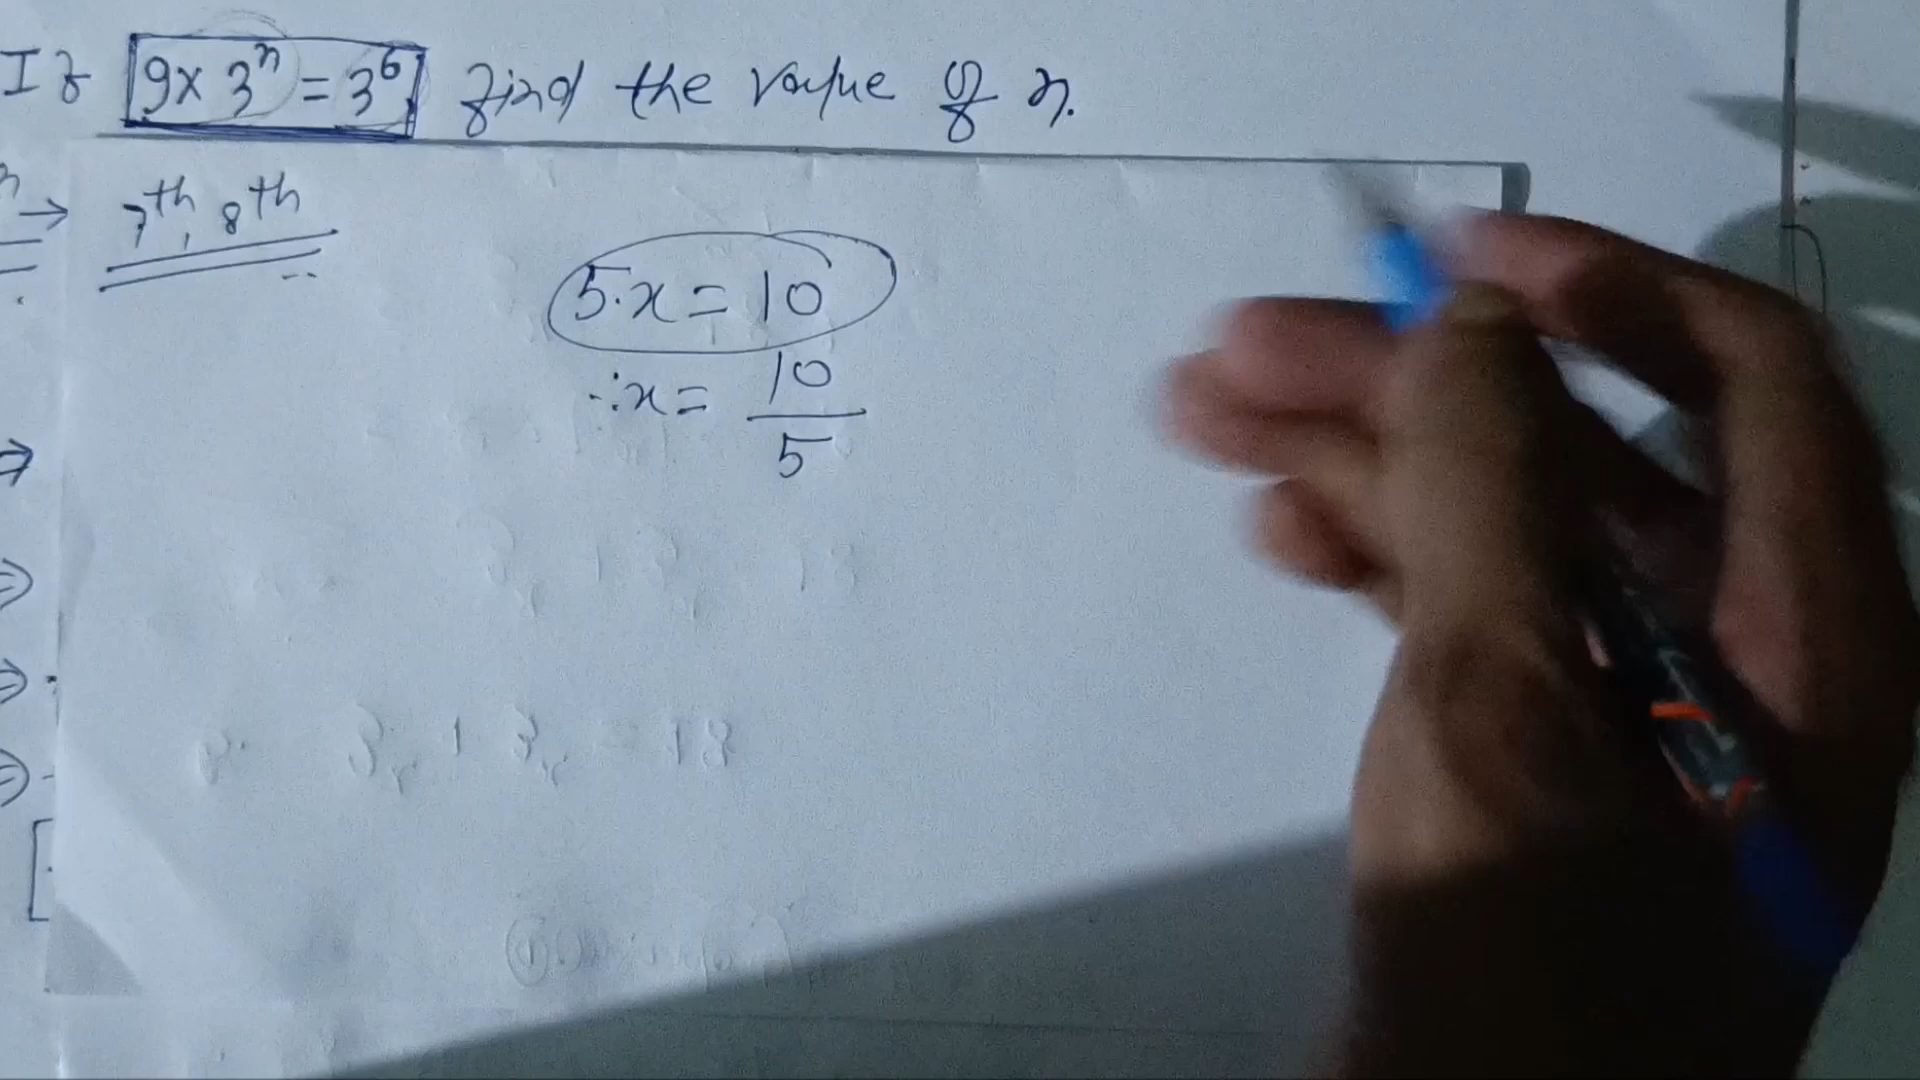 If 9x3ⁿ = 3⁶, find the value of n.
→ 7th, 8th
5·x = 10
∴x = 10/5